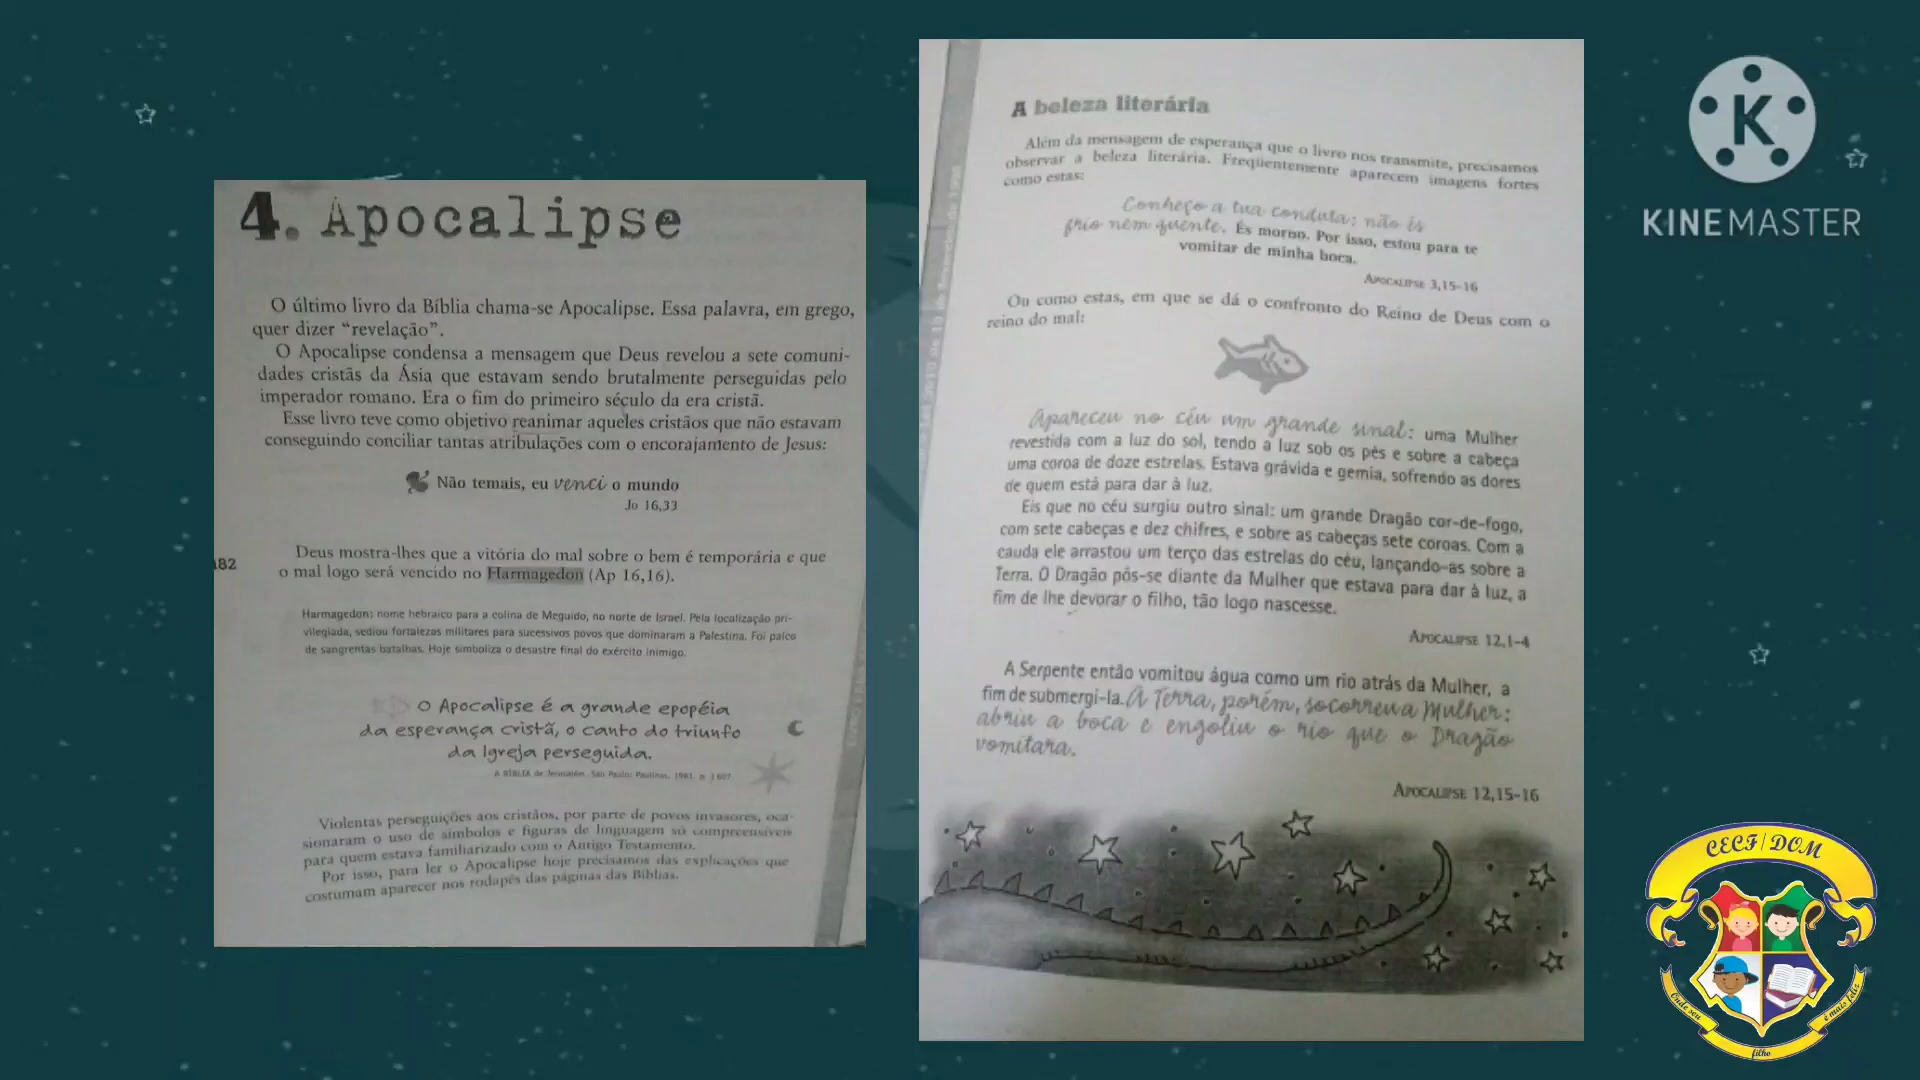 4. Apocalipse
O último livro da Bíblia chama-se Apocalipse. Essa palavra, em grego,
quer dizer “revelação”.
O Apocalipse condensa a mensagem que Deus revelou a sete comuni-
dades cristãs da Ásia que estavam sendo brutalmente perseguidas pelo
imperador romano. Era o fim do primeiro século da era cristã.
Esse livro teve como objetivo reanimar aqueles cristãos que não estavam
conseguindo conciliar tantas atribulações com o encorajamento de Jesus:
Não temais, eu venci o mundo
Jo 16,33
Deus mostra-lhes que a vitória do mal sobre o bem é temporária e que
182
o mal logo será vencido no Harmagedon (Ap 16,16).
Harmagedon: nome hebraico para a colina de Meguido, no norte de Israel. Pela localização pri-
vilegiada, sediou fortalezas militares para sucessivos povos que dominaram a Palestina. Foi palco
de sangrentas batalhas. Hoje simboliza o desastre final do exército inimigo.
O Apocalipse é a grande epopéia
da esperança cristã, o canto do triunfo
da Igreja perseguida.
A BÍBLIA de Jerusalém. São Paulo: Paulinas, 1981. p.
Violentas perseguições aos cristãos, por parte de povos invasores, oca-
sionaram o uso de símbolos e figuras de linguagem só compreensíveis
para quem estava familiarizado com o Antigo Testamento.
Por isso, para ler o Apocalipse hoje precisamos das explicações que
costumam aparecer nos rodapés das páginas das Bíblias.
A beleza literária
Além da mensagem de esperança que o livro nos transmite, precisamos
observar a beleza literária. Freqüentemente aparecem imagens fortes
como estas:
Conheço a tua conduta: não és
frio nem quente. És morno. Por isso, estou para te
vomitar de minha boca.
APOCALIPSE 3,15-16
Ou como estas, em que se dá o confronto do Reino de Deus com o
reino do mal:
Apareceu no céu um grande sinal: uma Mulher
revestida com a luz do sol, tendo a luz sob os pés e sobre a cabeça
uma coroa de doze estrelas. Estava grávida e gemia, sofrendo as dores
de quem está para dar à luz.
Eis que no céu surgiu outro sinal: um grande Dragão cor-de-fogo,
com sete cabeças e dez chifres, e sobre as cabeças sete coroas. Com a
cauda ele arrastou um terço das estrelas do céu, lançando-as sobre a
Terra. O Dragão pôs-se diante da Mulher que estava para dar à luz, a
fim de lhe devorar o filho, tão logo nascesse.
APOCALIPSE 12,1-4
A Serpente então vomitou água como um rio atrás da Mulher, a
fim de submergi-la. A Terra, porém, socorreu a Mulher:
abriu a boca e engoliu o rio que o Dragão
vomitara.
APOCALIPSE 12,15-16
K
KINEMASTER
CECF/DOM
Onde seu
filho
é mais feliz